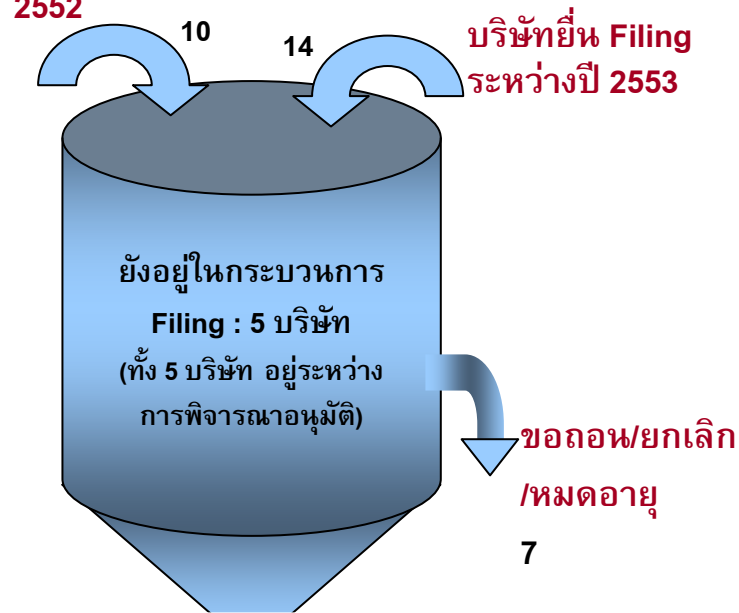 2552
10
14
บริษัทยื่น Filing
ระหว่างปี 2553
ยังอยู่ในกระบวนการ
Filing : 5 บริษัท
(ทั้ง 5 บริษัท อยู่ระหว่าง
การพิจารณาอนุมัติ)
ขอถอน/ยกเลิก
/หมดอายุ
7